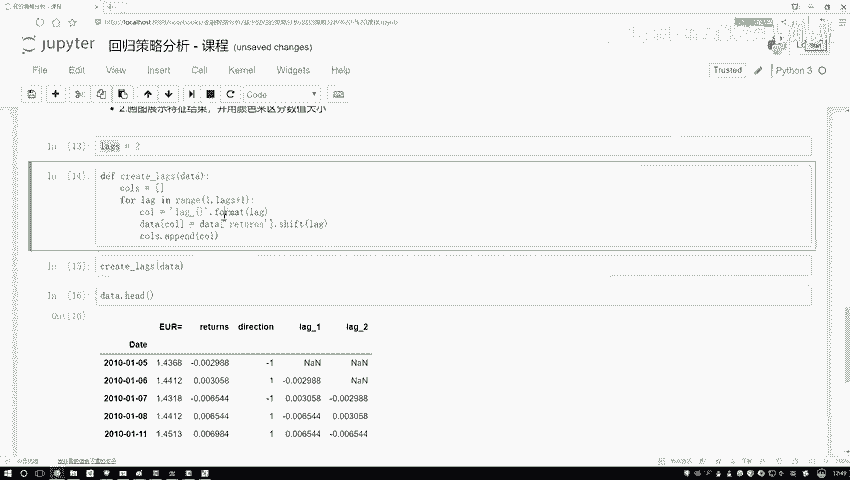 http://localhost
jupyter 回归策略分析 - 课程 (unsaved changes)
File Edit View Insert Cell Kernel Widgets Help
Trusted Python 3
Code
2.画图展示特征结果，并用颜色来区分数值大小
In [13]: lags = 2
In [14]: def create_lags(data):
cols = []
for lag in range(1,lags+1):
col = 'lag_{}'.format(lag)
data[col] = data['returns'].shift(lag)
cols.append(col)
In [15]: create_lags(data)
In [16]: data.head()
Out[16]:
EUR= returns direction lag_1 lag_2
Date
2010-01-05 1.4368 -0.002988 -1 NaN NaN
2010-01-06 1.4412 0.003058 1 -0.002988 NaN
2010-01-07 1.4318 -0.006544 -1 0.003058 -0.002988
2010-01-08 1.4412 0.006544 1 -0.006544 0.003058
2010-01-11 1.4513 0.006984 1 0.006544 -0.006544